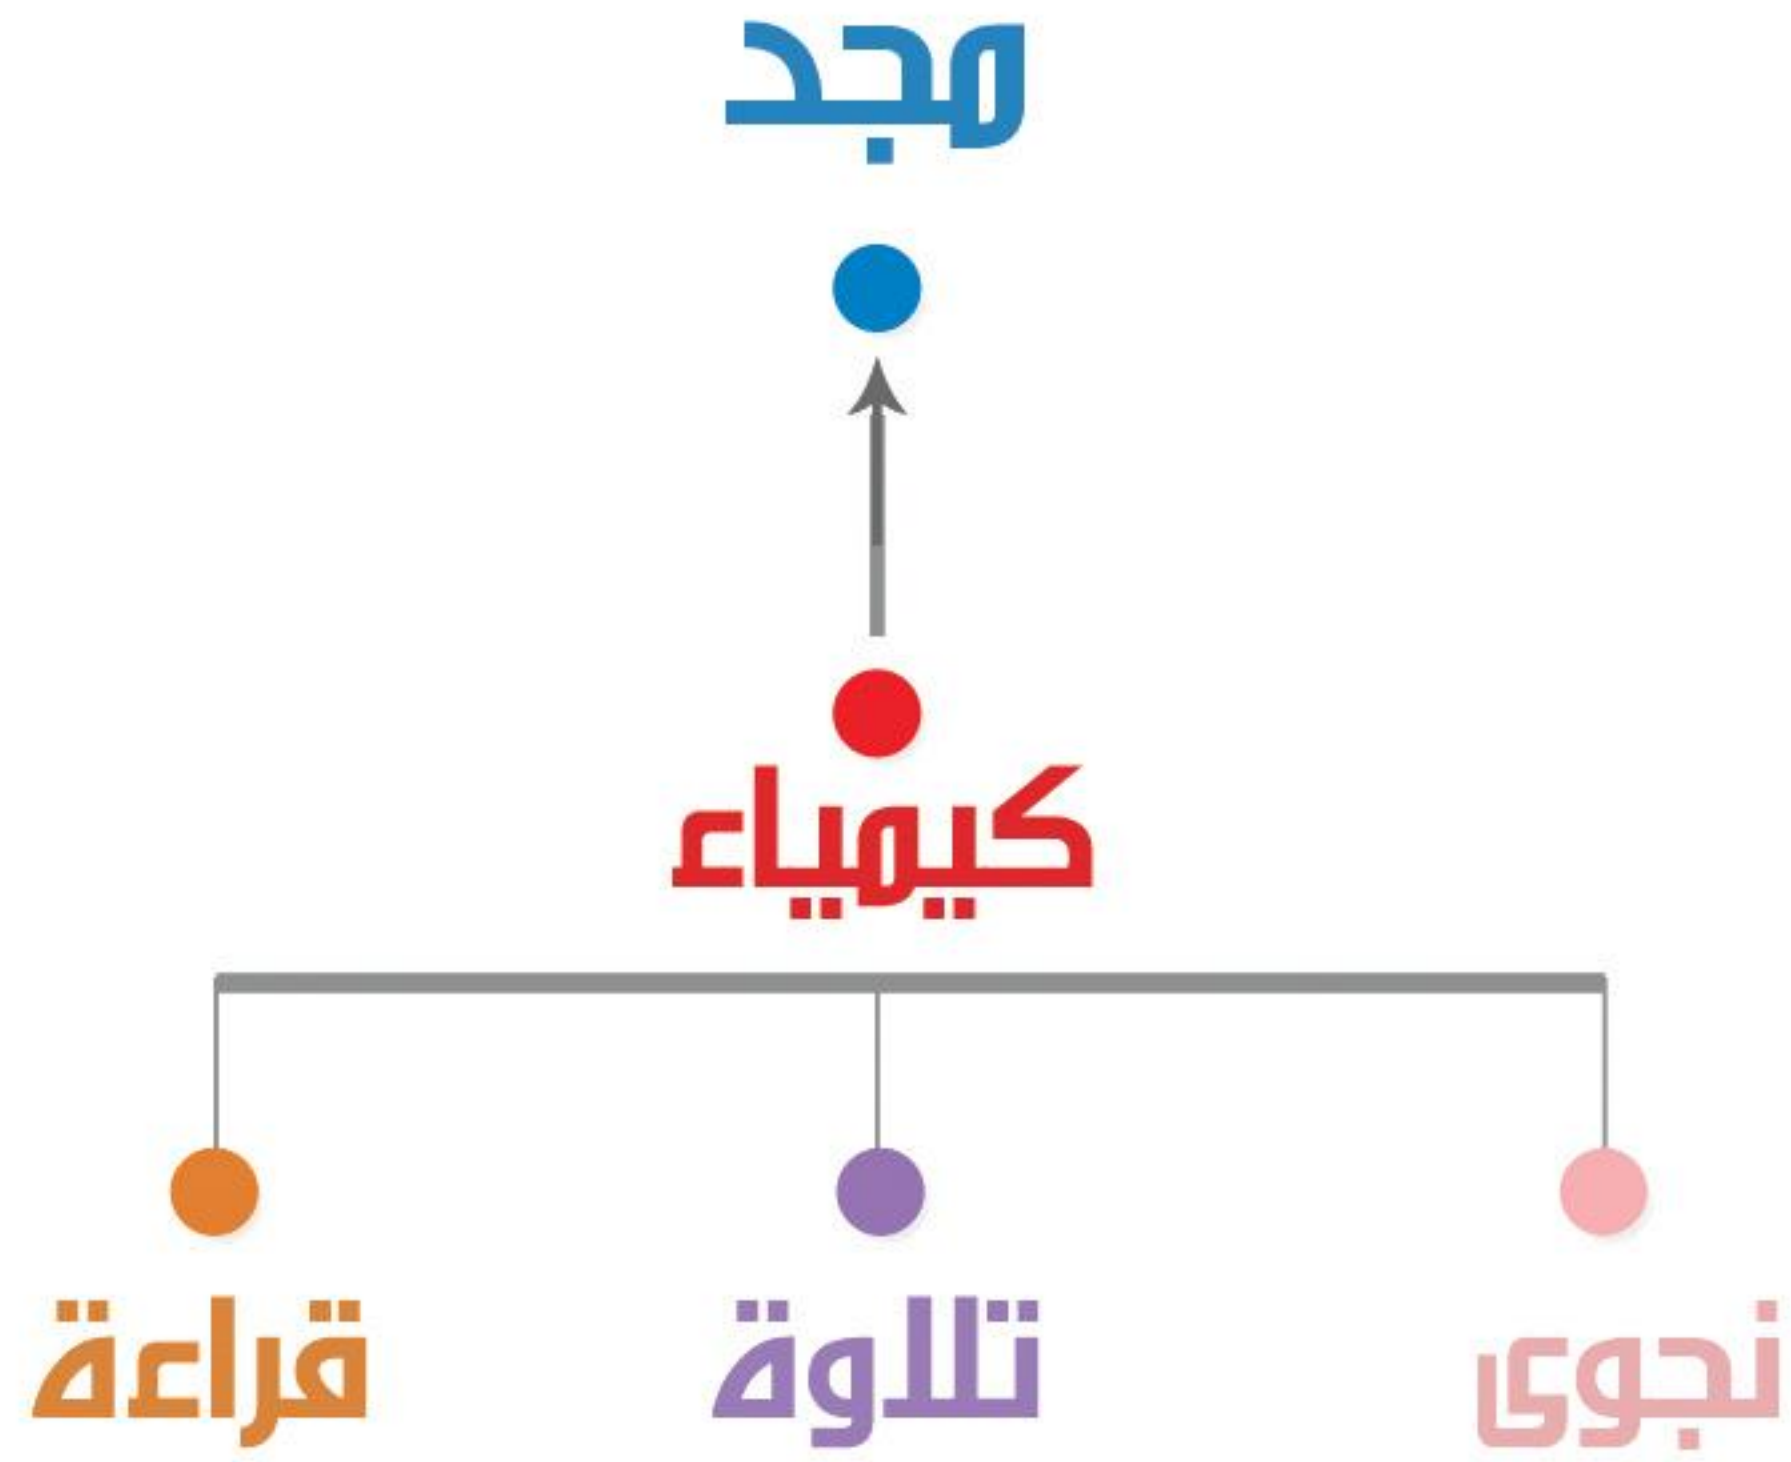 مجد
كيمياء
نجوى
تلاوة
قراءة